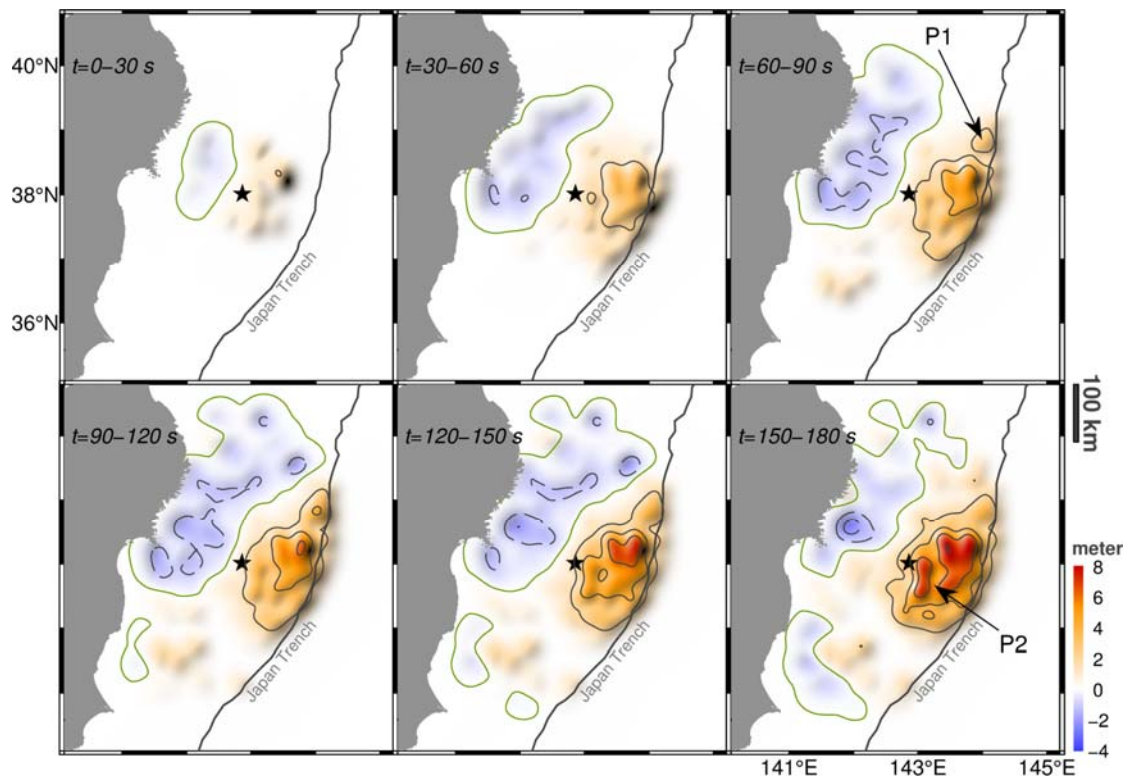 t=0–30 s
t=30–60 s
t=60–90 s
P1
40°N
38°N
36°N
Japan Trench
Japan Trench
Japan Trench
t=90–120 s
t=120–150 s
t=150–180 s
100 km
Japan Trench
Japan Trench
Japan Trench
P2
meter
8
6
4
2
0
−2
−4
141°E
143°E
145°E